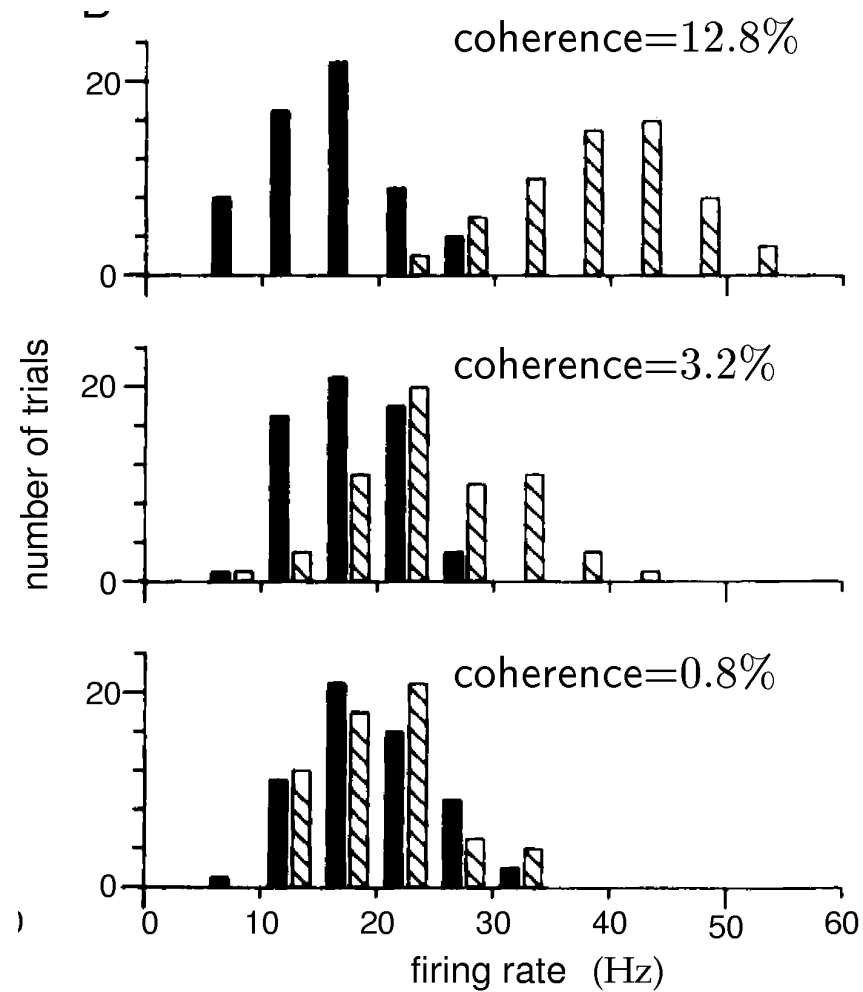 coherence=12.8%
20
0
coherence=3.2%
20
0
number of trials
coherence=0.8%
20
0
0 10 20 30 40 50 60
firing rate (Hz)